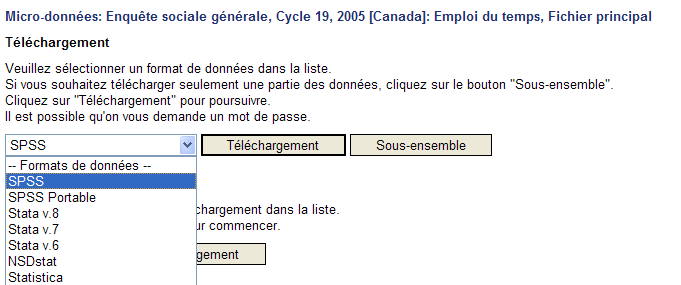 Micro-données: Enquête sociale générale, Cycle 19, 2005 [Canada]: Emploi du temps, Fichier principal
Téléchargement
Veuillez sélectionner un format de données dans la liste.
Si vous souhaitez télécharger seulement une partie des données, cliquez sur le bouton "Sous-ensemble".
Cliquez sur "Téléchargement" pour poursuivre.
Il est possible qu'on vous demande un mot de passe.
SPSS Téléchargement Sous-ensemble
-- Formats de données --
SPSS
SPSS Portable
Stata v.8 chargement dans la liste.
Stata v.7 ur commencer.
Stata v.6
NSDstat gement
Statistica